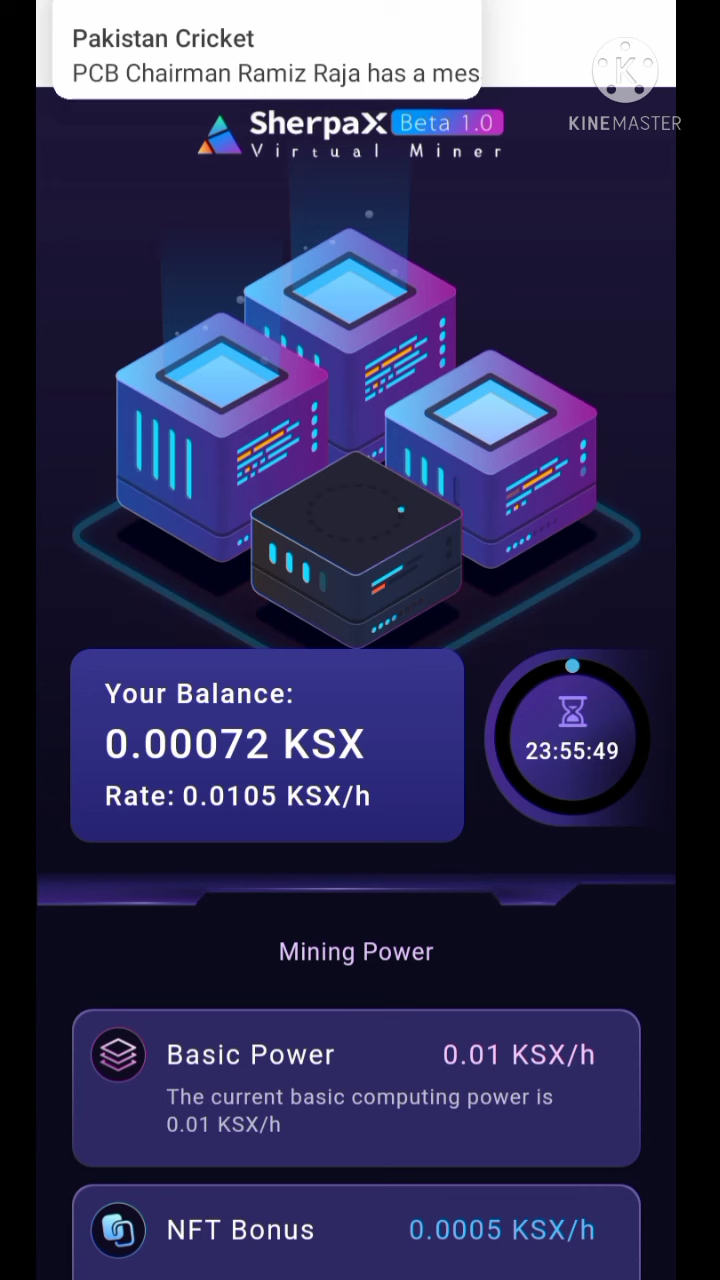 Pakistan Cricket
PCB Chairman Ramiz Raja has a mes
KINEMASTER
SherpaX Beta 1.0
Virtual Miner
Your Balance:
0.00072 KSX
Rate: 0.0105 KSX/h
23:55:49
Mining Power
Basic Power 0.01 KSX/h
The current basic computing power is
0.01 KSX/h
NFT Bonus 0.0005 KSX/h